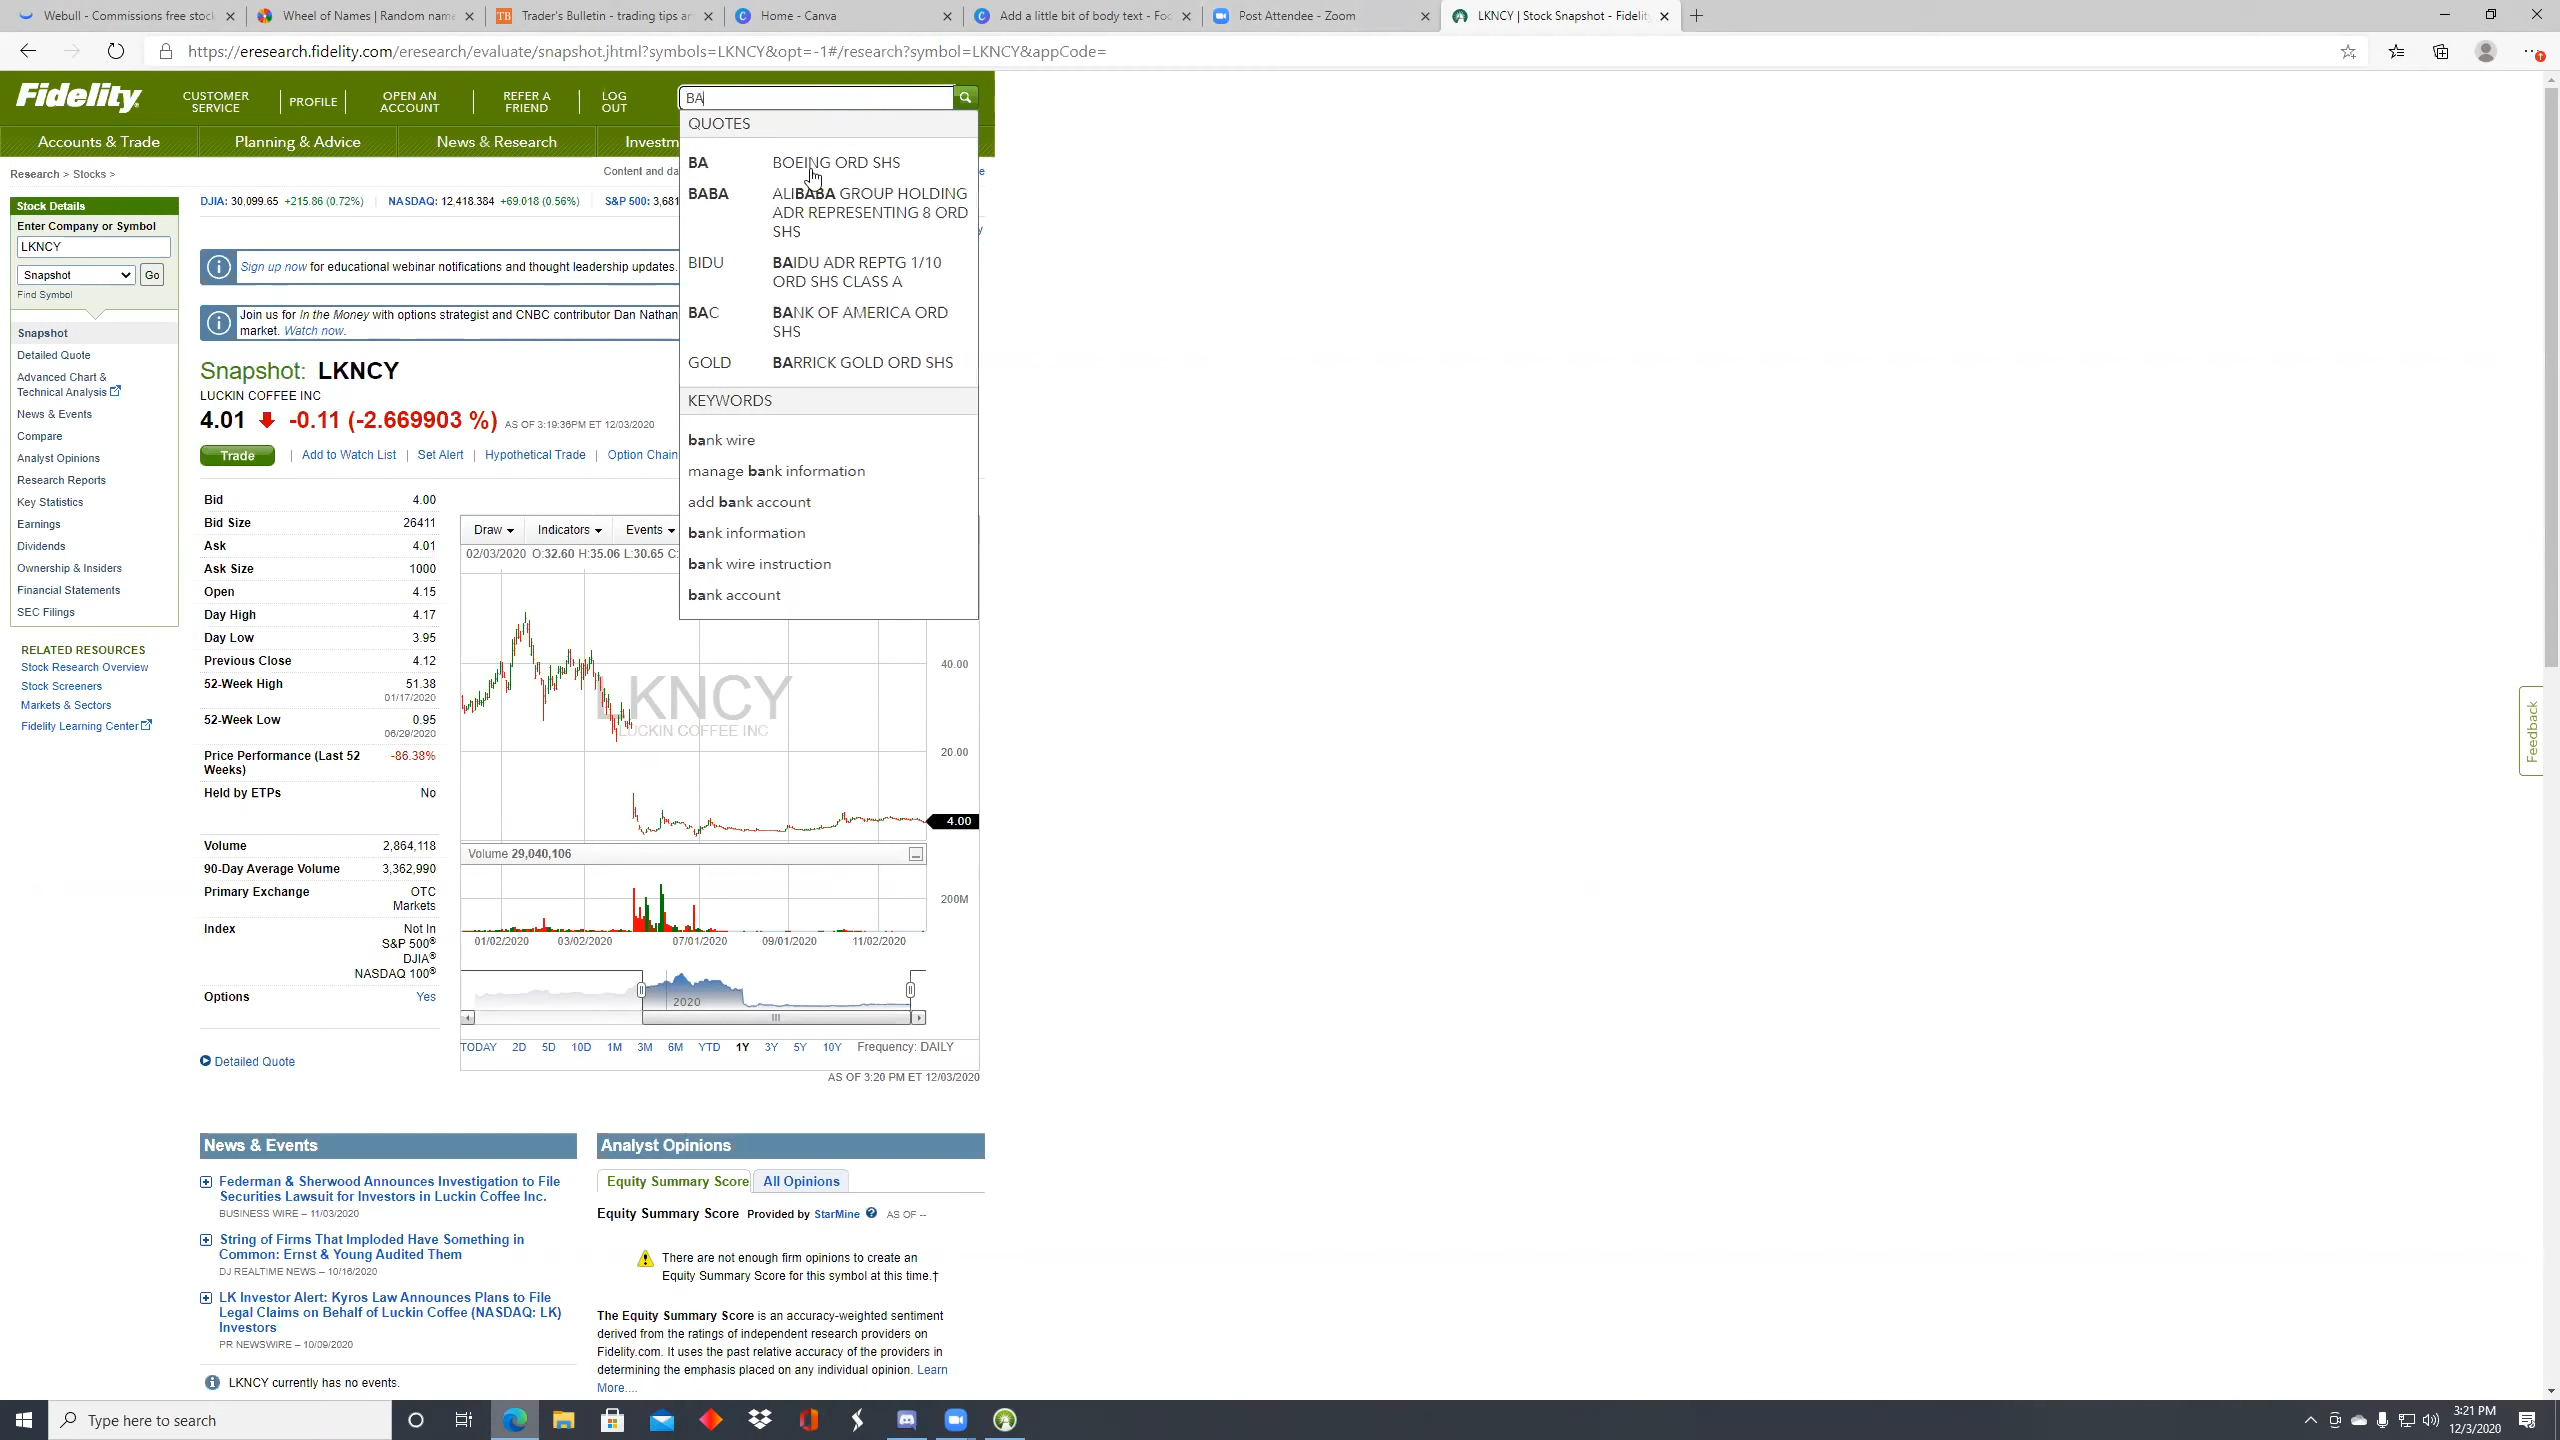 Webull - Commissions free stock
Wheel of Names | Random name
Trader's Bulletin - trading tips an
Home - Canva
Add a little bit of body text - Foo
Post Attendee - Zoom
LKNCY | Stock Snapshot - Fidelit
https://eresearch.fidelity.com/eresearch/evaluate/snapshot.jhtml?symbols=LKNCY&opt=-1#/research?symbol=LKNCY&appCode=
Fidelity
CUSTOMER SERVICE
PROFILE
OPEN AN ACCOUNT
REFER A FRIEND
LOG OUT
BA
Accounts & Trade
Planning & Advice
News & Research
Investm
QUOTES
BA BOEING ORD SHS
BABA ALIBABA GROUP HOLDING
ADR REPRESENTING 8 ORD
SHS
BIDU BAIDU ADR REPTG 1/10
ORD SHS CLASS A
BAC BANK OF AMERICA ORD
SHS
GOLD BARRICK GOLD ORD SHS
KEYWORDS
bank wire
manage bank information
add bank account
bank information
bank wire instruction
bank account
Research > Stocks >
Content and da
DJIA: 30,099.65 +215.86 (0.72%) NASDAQ: 12,418.384 +69.018 (0.56%) S&P 500: 3,681
Stock Details
Enter Company or Symbol
LKNCY
Snapshot Go
Find Symbol
Snapshot
Detailed Quote
Advanced Chart &
Technical Analysis
News & Events
Compare
Analyst Opinions
Research Reports
Key Statistics
Earnings
Dividends
Ownership & Insiders
Financial Statements
SEC Filings
RELATED RESOURCES
Stock Research Overview
Stock Screeners
Markets & Sectors
Fidelity Learning Center
Sign up now for educational webinar notifications and thought leadership updates.
Join us for In the Money with options strategist and CNBC contributor Dan Nathan
market. Watch now.
Snapshot: LKNCY
LUCKIN COFFEE INC
4.01 -0.11 (-2.669903 %) AS OF 3:19:36PM ET 12/03/2020
Trade | Add to Watch List | Set Alert | Hypothetical Trade | Option Chain
Bid 4.00
Bid Size 26411
Ask 4.01
Ask Size 1000
Open 4.15
Day High 4.17
Day Low 3.95
Previous Close 4.12
52-Week High 51.38
01/17/2020
52-Week Low 0.95
06/29/2020
Price Performance (Last 52 -86.38%
Weeks)
Held by ETPs No
Volume 2,864,118
90-Day Average Volume 3,362,990
Primary Exchange OTC
Markets
Index Not In
S&P 500®
DJIA®
NASDAQ 100®
Options Yes
Detailed Quote
Draw Indicators Events
02/03/2020 O:32.60 H:35.06 L:30.65 C:
40.00
LKNCY
LUCKIN COFFEE INC
20.00
4.00
Volume 29,040,106
200M
01/02/2020 03/02/2020 07/01/2020 09/01/2020 11/02/2020
2020
TODAY 2D 5D 10D 1M 3M 6M YTD 1Y 3Y 5Y 10Y Frequency: DAILY
AS OF 3:20 PM ET 12/03/2020
News & Events
Federman & Sherwood Announces Investigation to File
Securities Lawsuit for Investors in Luckin Coffee Inc.
BUSINESS WIRE – 11/03/2020
String of Firms That Imploded Have Something in
Common: Ernst & Young Audited Them
DJ REALTIME NEWS – 10/16/2020
LK Investor Alert: Kyros Law Announces Plans to File
Legal Claims on Behalf of Luckin Coffee (NASDAQ: LK)
Investors
PR NEWSWIRE – 10/09/2020
LKNCY currently has no events.
Analyst Opinions
Equity Summary Score All Opinions
Equity Summary Score Provided by StarMine AS OF --
There are not enough firm opinions to create an
Equity Summary Score for this symbol at this time.†
The Equity Summary Score is an accuracy-weighted sentiment
derived from the ratings of independent research providers on
Fidelity.com. It uses the past relative accuracy of the providers in
determining the emphasis placed on any individual opinion. Learn
More....
Feedback
Type here to search
3:21 PM
12/3/2020